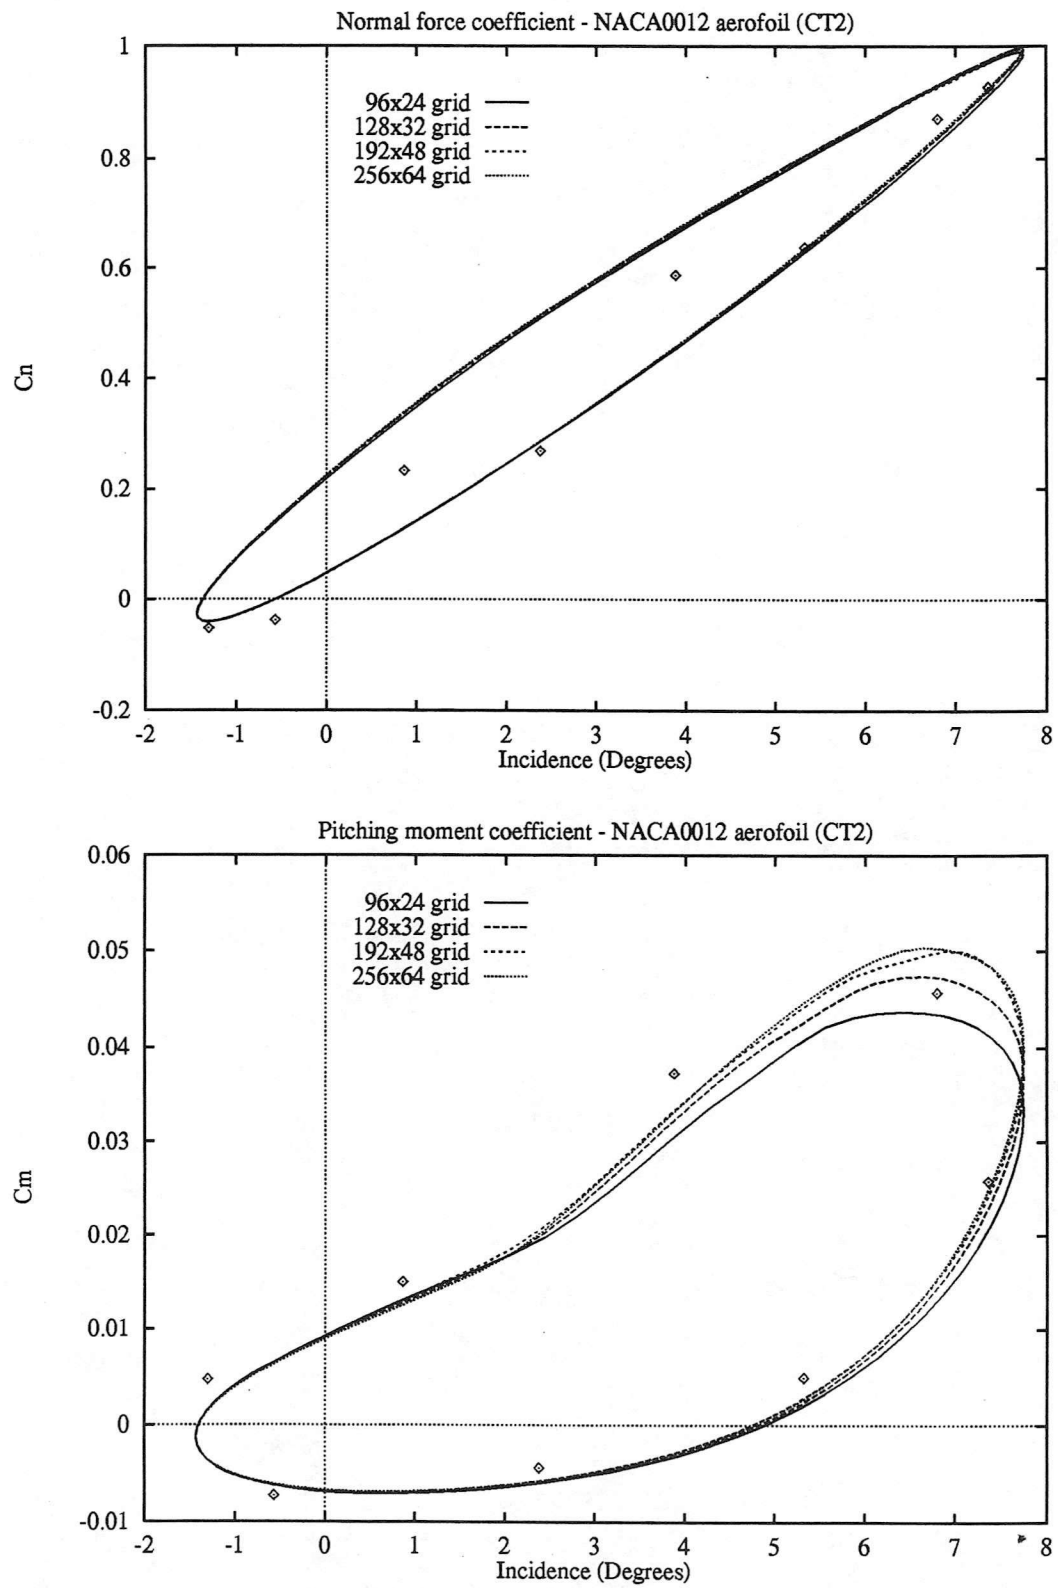 Normal force coefficient - NACA0012 aerofoil (CT2)
1
0.8
0.6
0.4
0.2
0
-0.2
Cn
96x24 grid
128x32 grid
192x48 grid
256x64 grid
-2 -1 0 1 2 3 4 5 6 7 8
Incidence (Degrees)
Pitching moment coefficient - NACA0012 aerofoil (CT2)
0.06
0.05
0.04
0.03
0.02
0.01
0
-0.01
Cm
96x24 grid
128x32 grid
192x48 grid
256x64 grid
-2 -1 0 1 2 3 4 5 6 7 8
Incidence (Degrees)